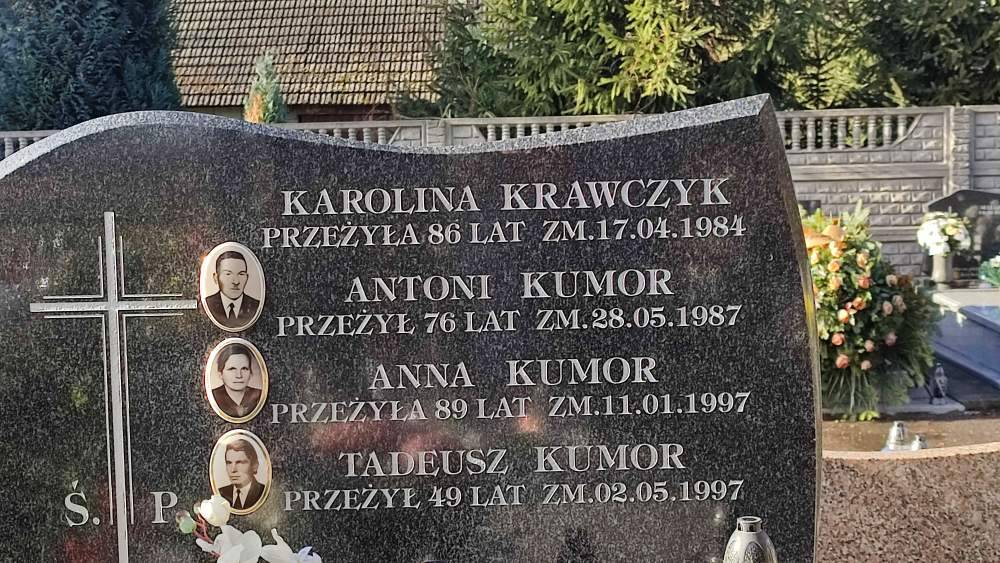 KAROLINA KRAWCZYK
PRZEŻYŁA 86 LAT ZM.17.04.1984
ANTONI KUMOR
PRZEŻYŁ 76 LAT ZM.28.05.1987
ANNA KUMOR
PRZEŻYŁA 89 LAT ZM.11.01.1997
TADEUSZ KUMOR
PRZEŻYŁ 49 LAT ZM.02.05.1997
Ś. P